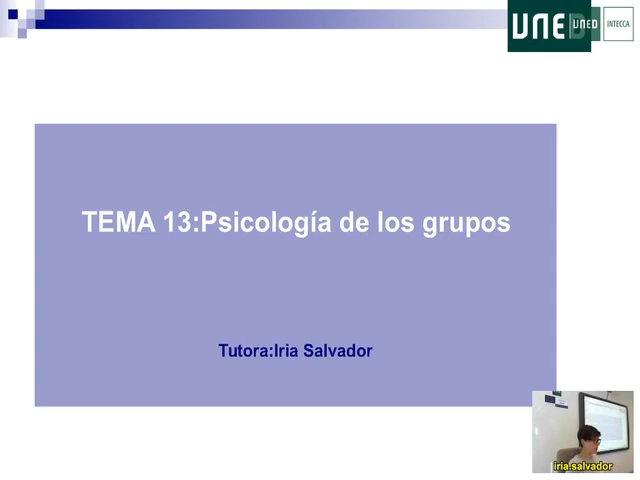 UNED
UNED
INTECCA
TEMA 13:Psicología de los grupos
Tutora:Iria Salvador
iria.salvador